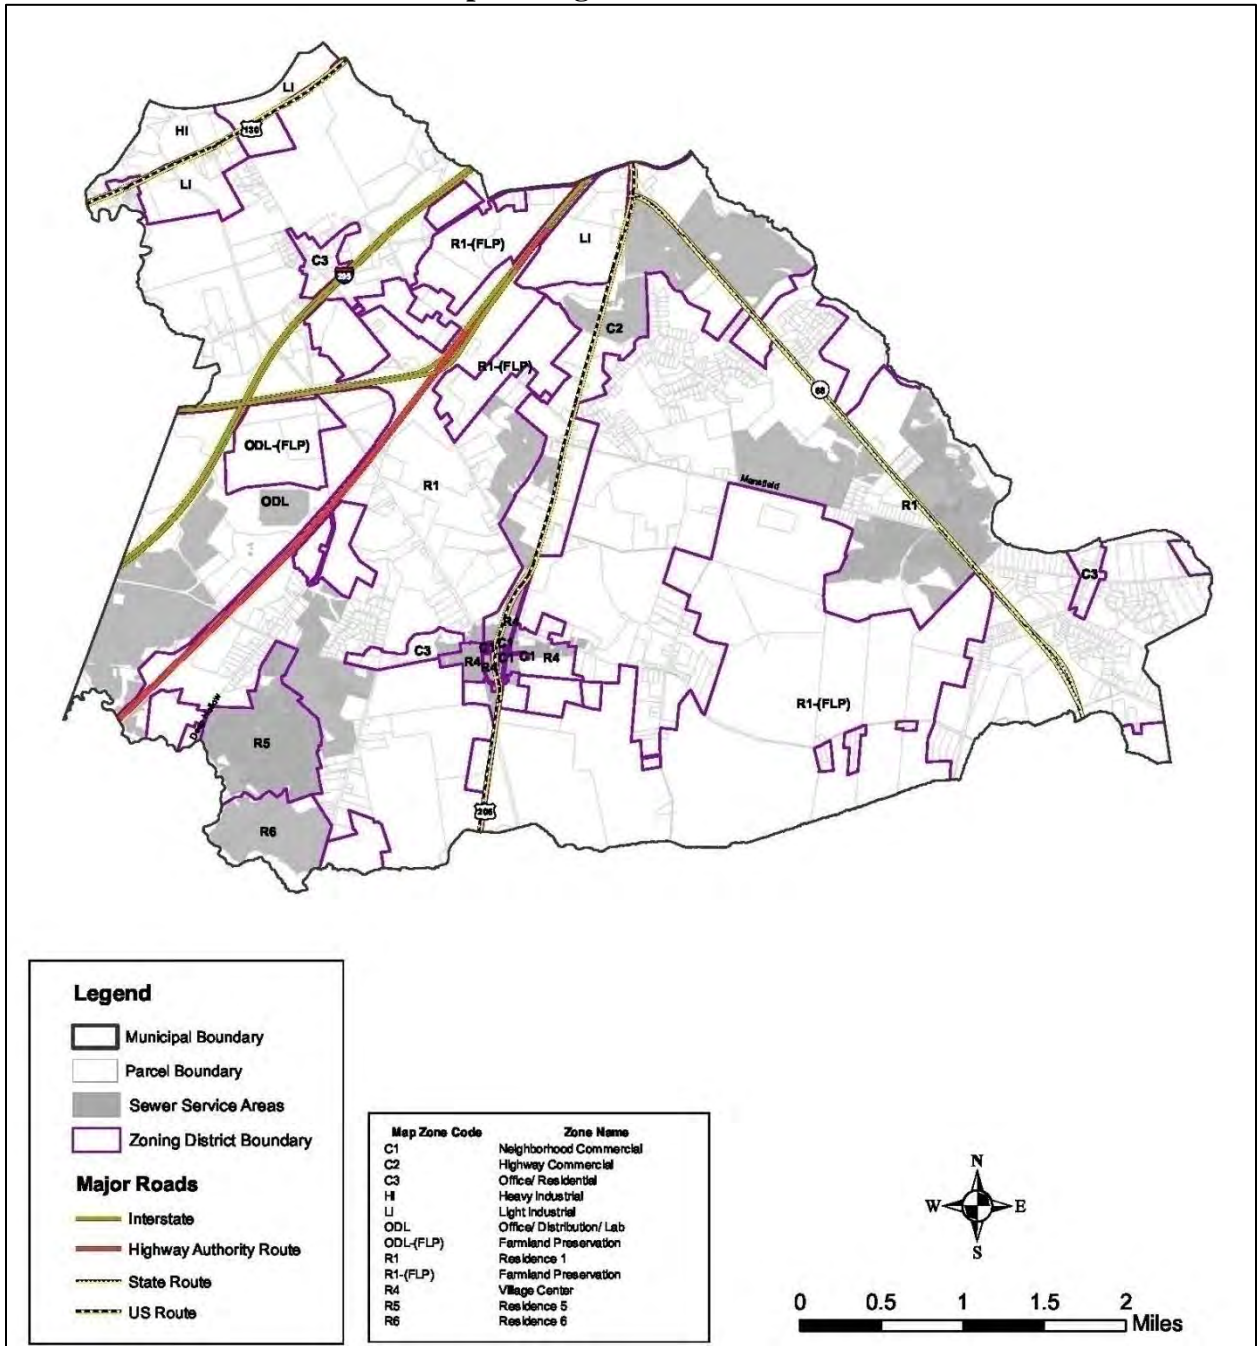 LI
130
HI
LI
R1-(FLP)
LI
C3
295
C2
R1-(FLP)
68
ODL-(FLP)
R1
Mansfield
ODL
R1
C3
R4
C3
C1
R4
R4
R4
C1
R1-(FLP)
R5
206
R6
Legend
Municipal Boundary
Parcel Boundary
Sewer Service Areas
Zoning District Boundary
Major Roads
Interstate
Highway Authority Route
State Route
US Route
Map Zone Code Zone Name
C1 Neighborhood Commercial
C2 Highway Commercial
C3 Office/ Residential
HI Heavy Industrial
LI Light Industrial
ODL Office/ Distribution/ Lab
ODL-(FLP) Farmland Preservation
R1 Residence 1
R1-(FLP) Farmland Preservation
R4 Village Center
R5 Residence 5
R6 Residence 6
N
W E
S
0 0.5 1 1.5 2
Miles